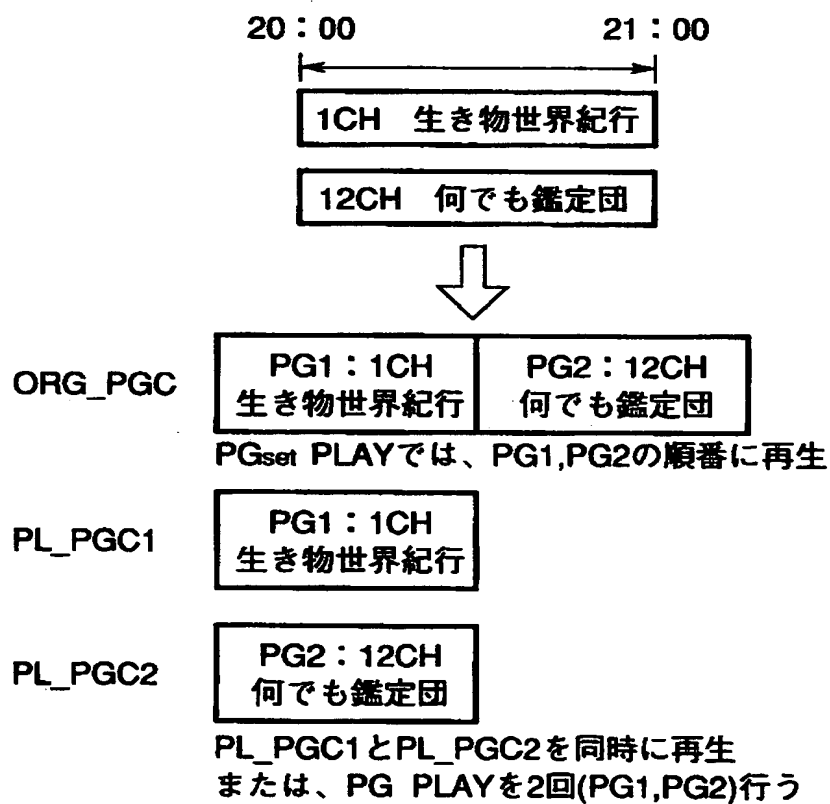 20：00 21：00
1CH 生き物世界紀行
12CH 何でも鑑定団
ORG_PGC
PG1：1CH
生き物世界紀行
PG2：12CH
何でも鑑定団
PGset PLAYでは、PG1,PG2の順番に再生
PL_PGC1
PG1：1CH
生き物世界紀行
PL_PGC2
PG2：12CH
何でも鑑定団
PL_PGC1とPL_PGC2を同時に再生
または、PG PLAYを2回(PG1,PG2)行う